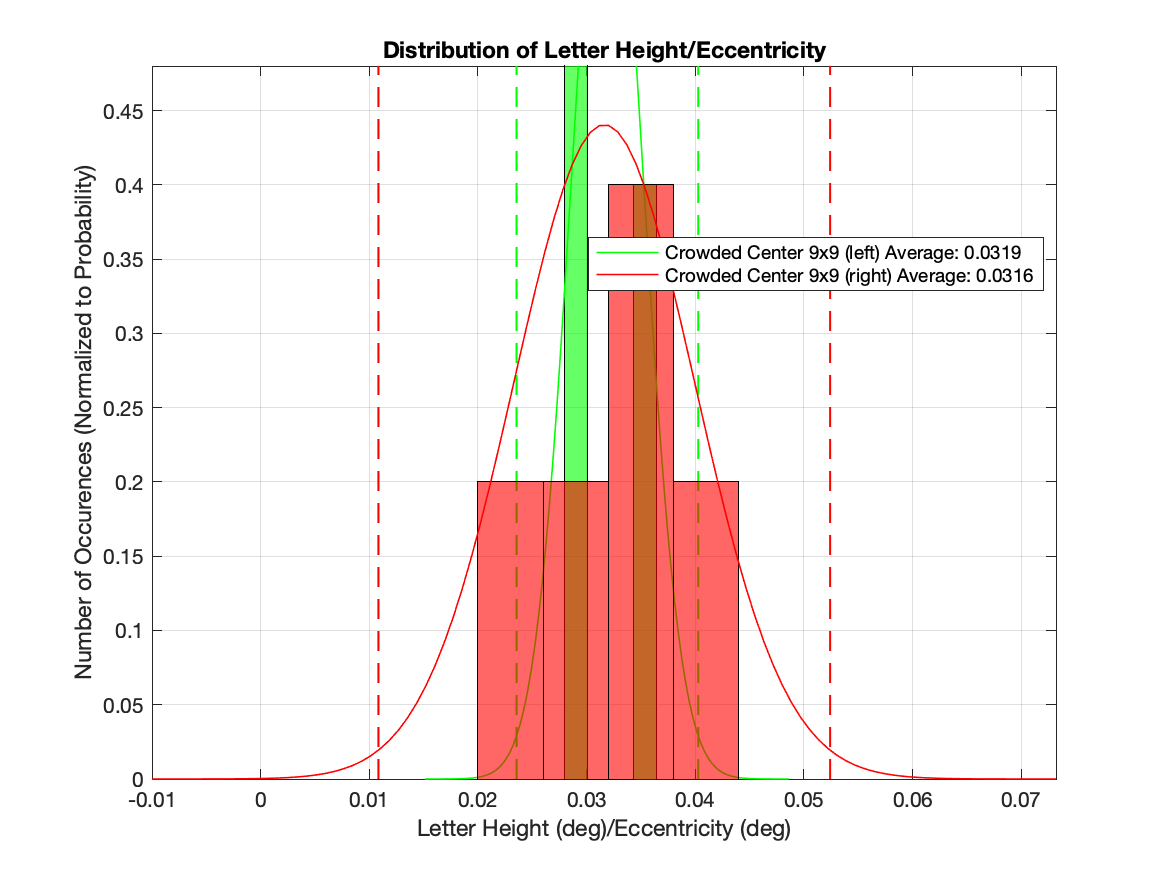 Distribution of Letter Height/Eccentricity
Number of Occurences (Normalized to Probability)
0.45
0.4
0.35
0.3
0.25
0.2
0.15
0.1
0.05
0
Crowded Center 9x9 (left) Average: 0.0319
Crowded Center 9x9 (right) Average: 0.0316
-0.01 0 0.01 0.02 0.03 0.04 0.05 0.06 0.07
Letter Height (deg)/Eccentricity (deg)